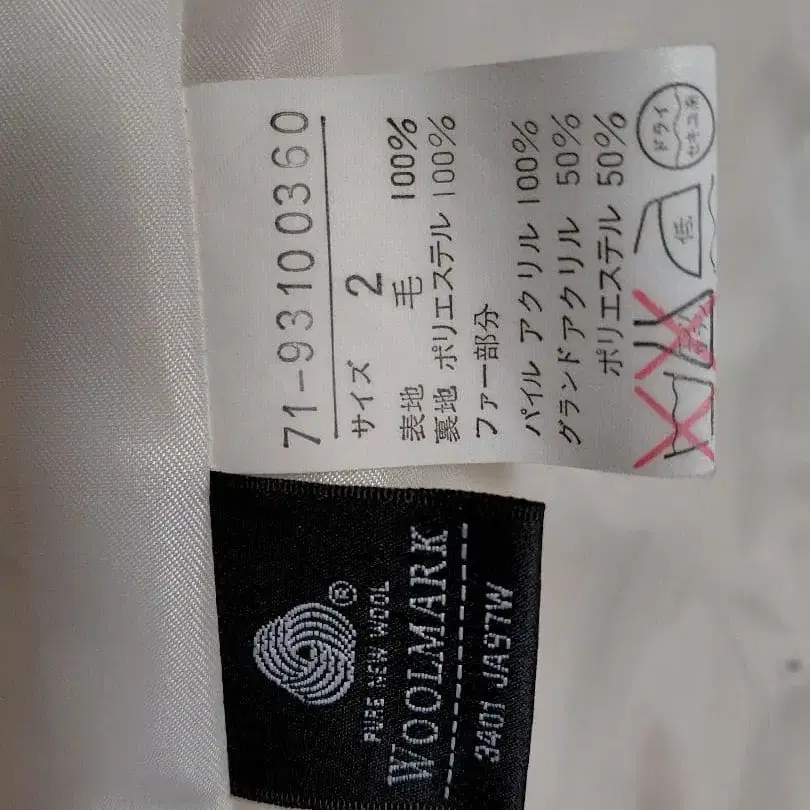 71-93100360
サイズ 2
表地 毛 100%
裏地 ポリエステル 100%
ファー部分
パイル アクリル 100%
グランド アクリル 50%
ポリエステル 50%
低
ドライ
セキユ系
PURE NEW WOOL
WOOLMARK
3401 JA97W